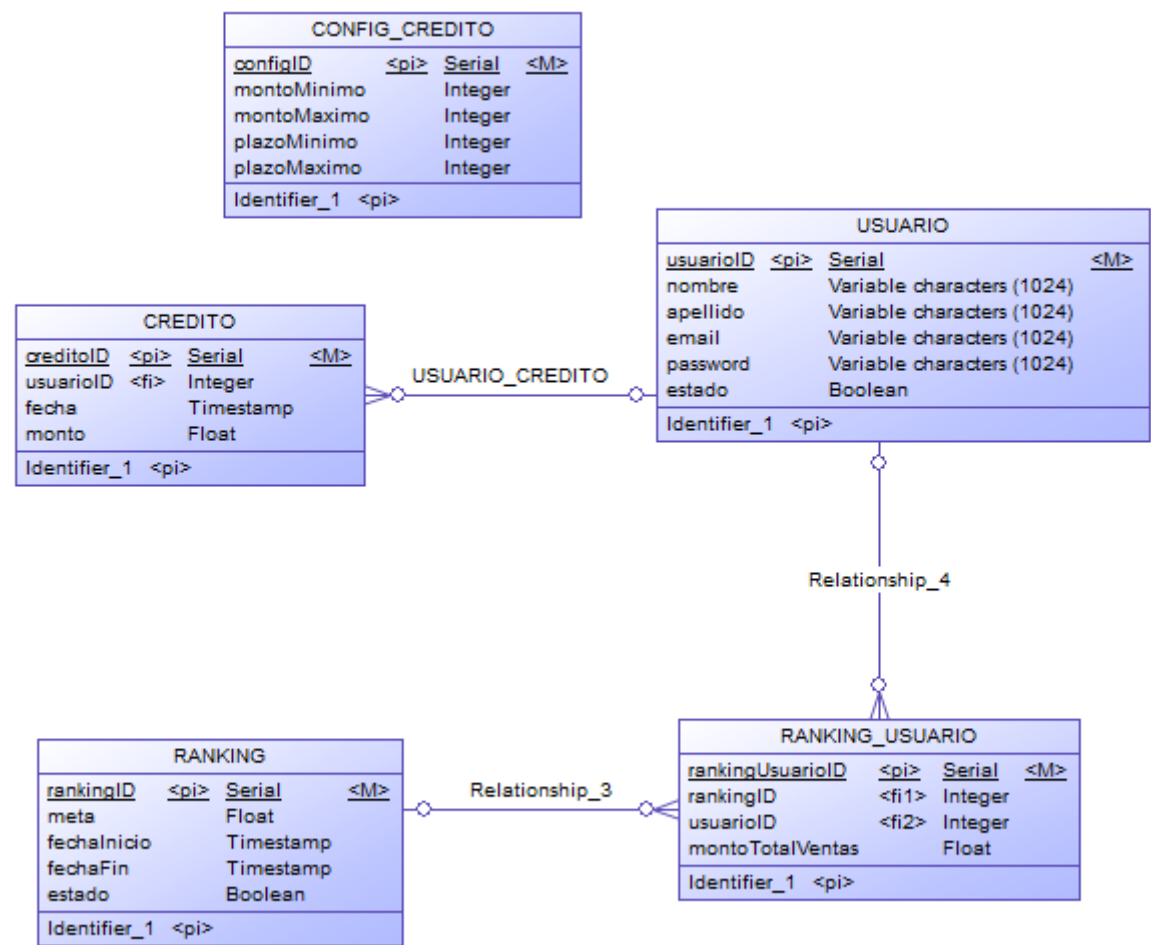 CONFIG_CREDITO
configID <pi> Serial <M>
montoMinimo Integer
montoMaximo Integer
plazoMinimo Integer
plazoMaximo Integer
Identifier_1 <pi>
USUARIO
usuarioID <pi> Serial <M>
nombre Variable characters (1024)
apellido Variable characters (1024)
email Variable characters (1024)
password Variable characters (1024)
estado Boolean
Identifier_1 <pi>
CREDITO
creditoID <pi> Serial <M>
usuarioID <fi> Integer
fecha Timestamp
monto Float
Identifier_1 <pi>
USUARIO_CREDITO
Relationship_4
RANKING
rankingID <pi> Serial <M>
meta Float
fechaInicio Timestamp
fechaFin Timestamp
estado Boolean
Identifier_1 <pi>
Relationship_3
RANKING_USUARIO
rankingUsuarioID <pi> Serial <M>
rankingID <fi1> Integer
usuarioID <fi2> Integer
montoTotalVentas Float
Identifier_1 <pi>